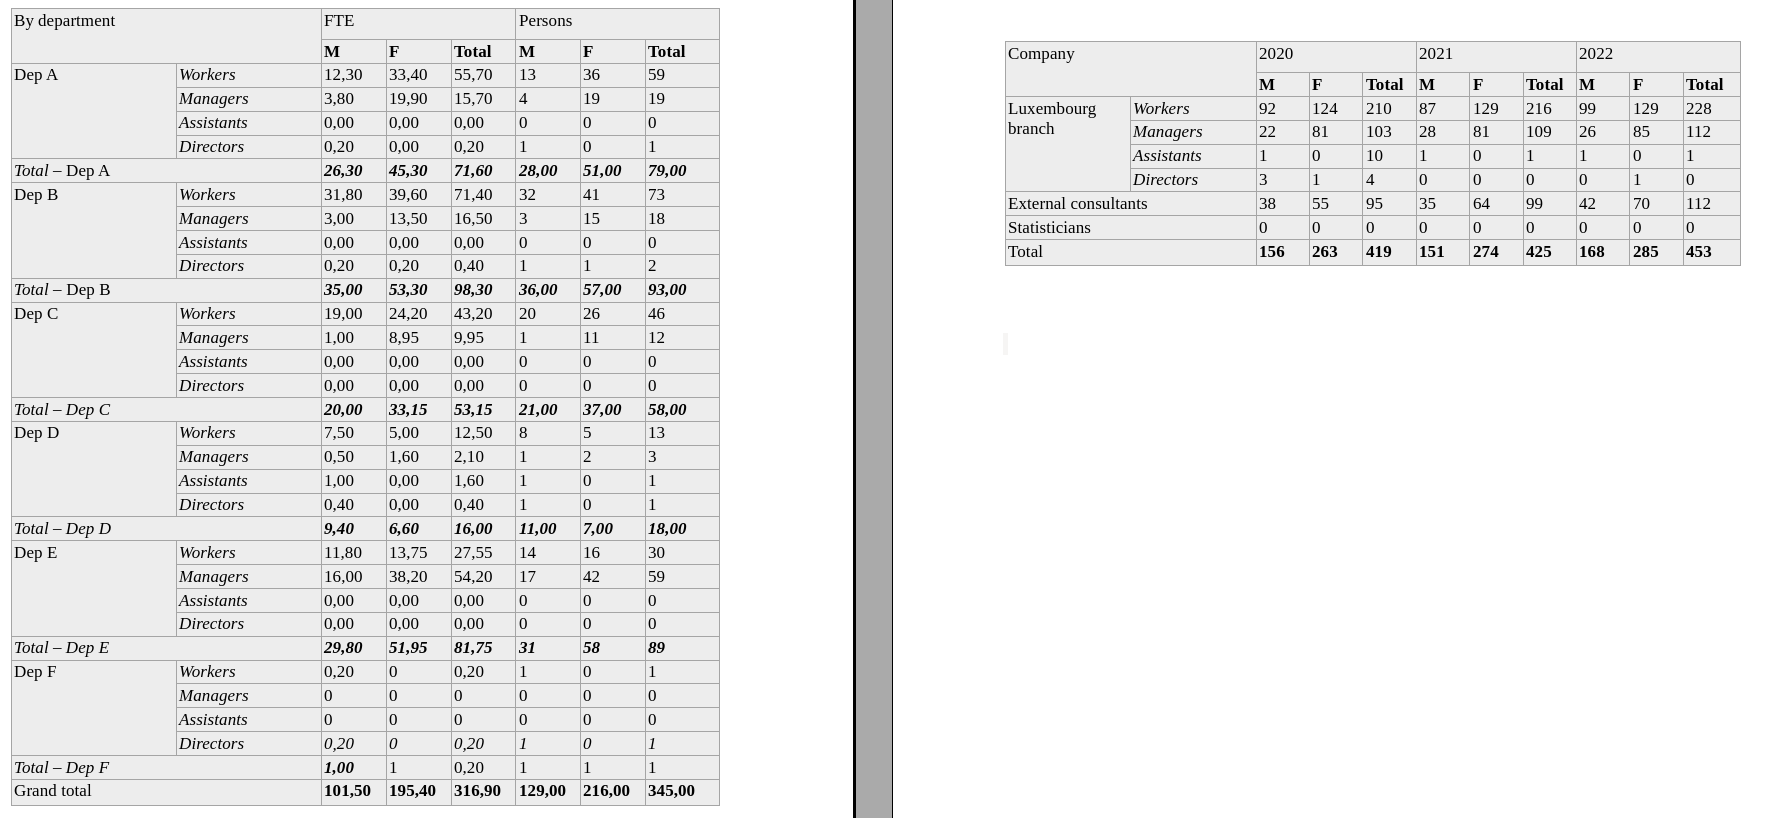 By department FTE Persons
M F Total M F Total
Dep A Workers 12,30 33,40 55,70 13 36 59
Managers 3,80 19,90 15,70 4 19 19
Assistants 0,00 0,00 0,00 0 0 0
Directors 0,20 0,00 0,20 1 0 1
Total – Dep A 26,30 45,30 71,60 28,00 51,00 79,00
Dep B Workers 31,80 39,60 71,40 32 41 73
Managers 3,00 13,50 16,50 3 15 18
Assistants 0,00 0,00 0,00 0 0 0
Directors 0,20 0,20 0,40 1 1 2
Total – Dep B 35,00 53,30 98,30 36,00 57,00 93,00
Dep C Workers 19,00 24,20 43,20 20 26 46
Managers 1,00 8,95 9,95 1 11 12
Assistants 0,00 0,00 0,00 0 0 0
Directors 0,00 0,00 0,00 0 0 0
Total – Dep C 20,00 33,15 53,15 21,00 37,00 58,00
Dep D Workers 7,50 5,00 12,50 8 5 13
Managers 0,50 1,60 2,10 1 2 3
Assistants 1,00 0,00 1,60 1 0 1
Directors 0,40 0,00 0,40 1 0 1
Total – Dep D 9,40 6,60 16,00 11,00 7,00 18,00
Dep E Workers 11,80 13,75 27,55 14 16 30
Managers 16,00 38,20 54,20 17 42 59
Assistants 0,00 0,00 0,00 0 0 0
Directors 0,00 0,00 0,00 0 0 0
Total – Dep E 29,80 51,95 81,75 31 58 89
Dep F Workers 0,20 0 0,20 1 0 1
Managers 0 0 0 0 0 0
Assistants 0 0 0 0 0 0
Directors 0,20 0 0,20 1 0 1
Total – Dep F 1,00 1 0,20 1 1 1
Grand total 101,50 195,40 316,90 129,00 216,00 345,00
Company 2020 2021 2022
M F Total M F Total M F Total
Luxembourg Workers 92 124 210 87 129 216 99 129 228
branch Managers 22 81 103 28 81 109 26 85 112
Assistants 1 0 10 1 0 1 1 0 1
Directors 3 1 4 0 0 0 0 1 0
External consultants 38 55 95 35 64 99 42 70 112
Statisticians 0 0 0 0 0 0 0 0 0
Total 156 263 419 151 274 425 168 285 453